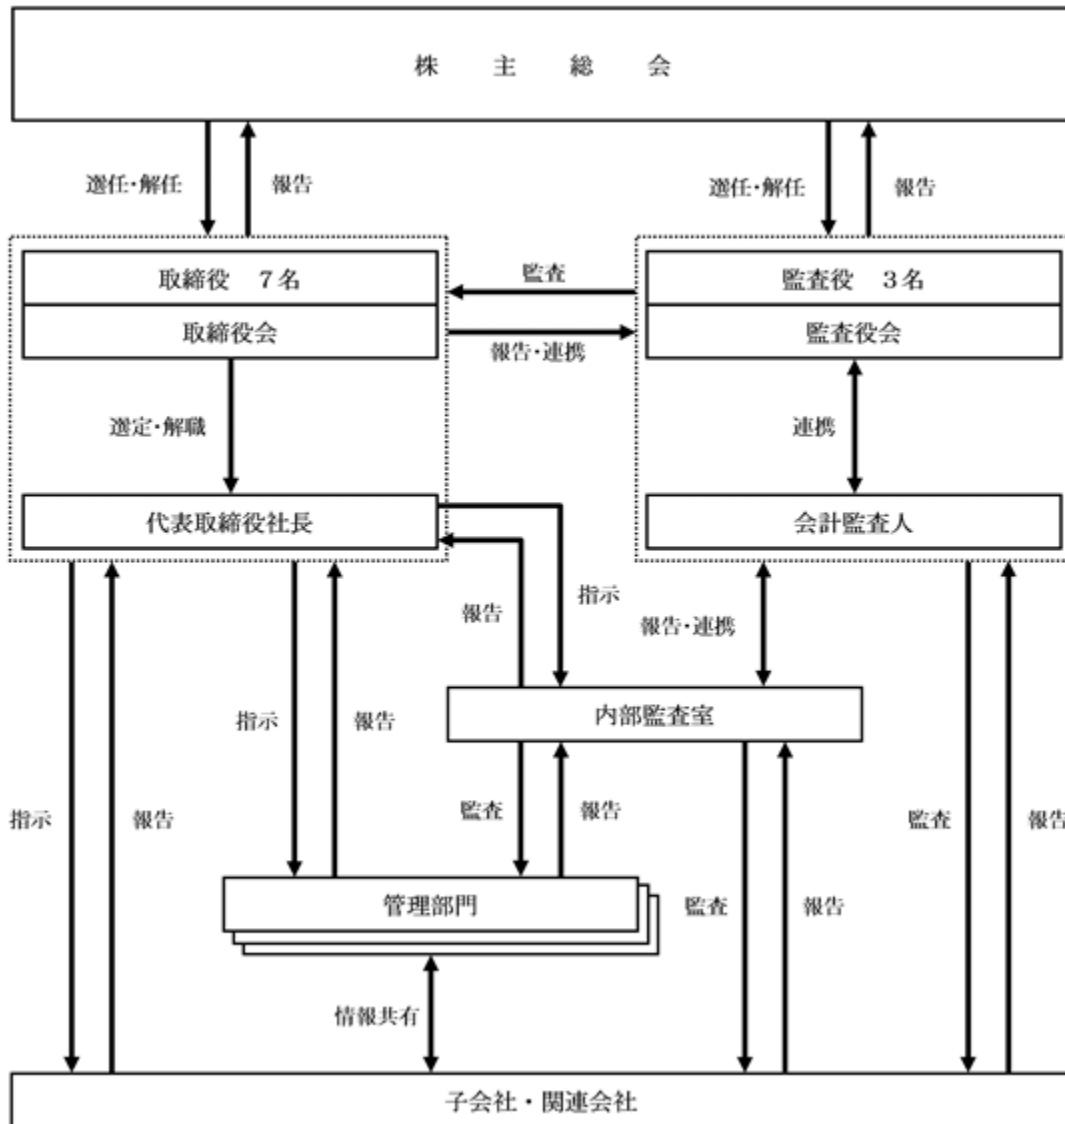 株主総会
選任・解任
報告
選任・解任
報告
取締役　７名
取締役会
監査
報告・連携
監査役　３名
監査役会
選定・解職
連携
代表取締役社長
会計監査人
報告
指示
報告・連携
内部監査室
指示
報告
指示
報告
監査
報告
監査
報告
管理部門
監査
報告
情報共有
子会社・関連会社